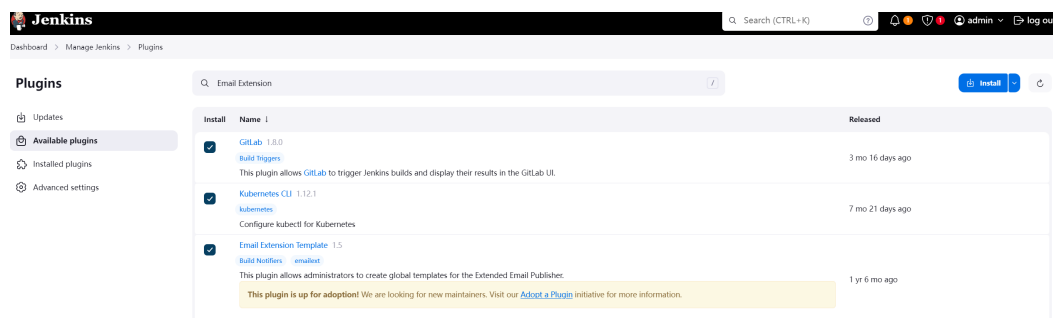 Jenkins
Search (CTRL+K)
?
1
1
admin
log ou
Dashboard > Manage Jenkins > Plugins
Plugins
Email Extension
/
Install
Updates
Available plugins
Installed plugins
Advanced settings
Install Name ↓ Released
GitLab 1.8.0
Build Triggers
This plugin allows GitLab to trigger Jenkins builds and display their results in the GitLab UI.
3 mo 16 days ago
Kubernetes CLI 1.12.1
kubernetes
Configure kubectl for Kubernetes
7 mo 21 days ago
Email Extension Template 1.5
Build Notifiers emailext
This plugin allows administrators to create global templates for the Extended Email Publisher.
This plugin is up for adoption! We are looking for new maintainers. Visit our Adopt a Plugin initiative for more information.
1 yr 6 mo ago